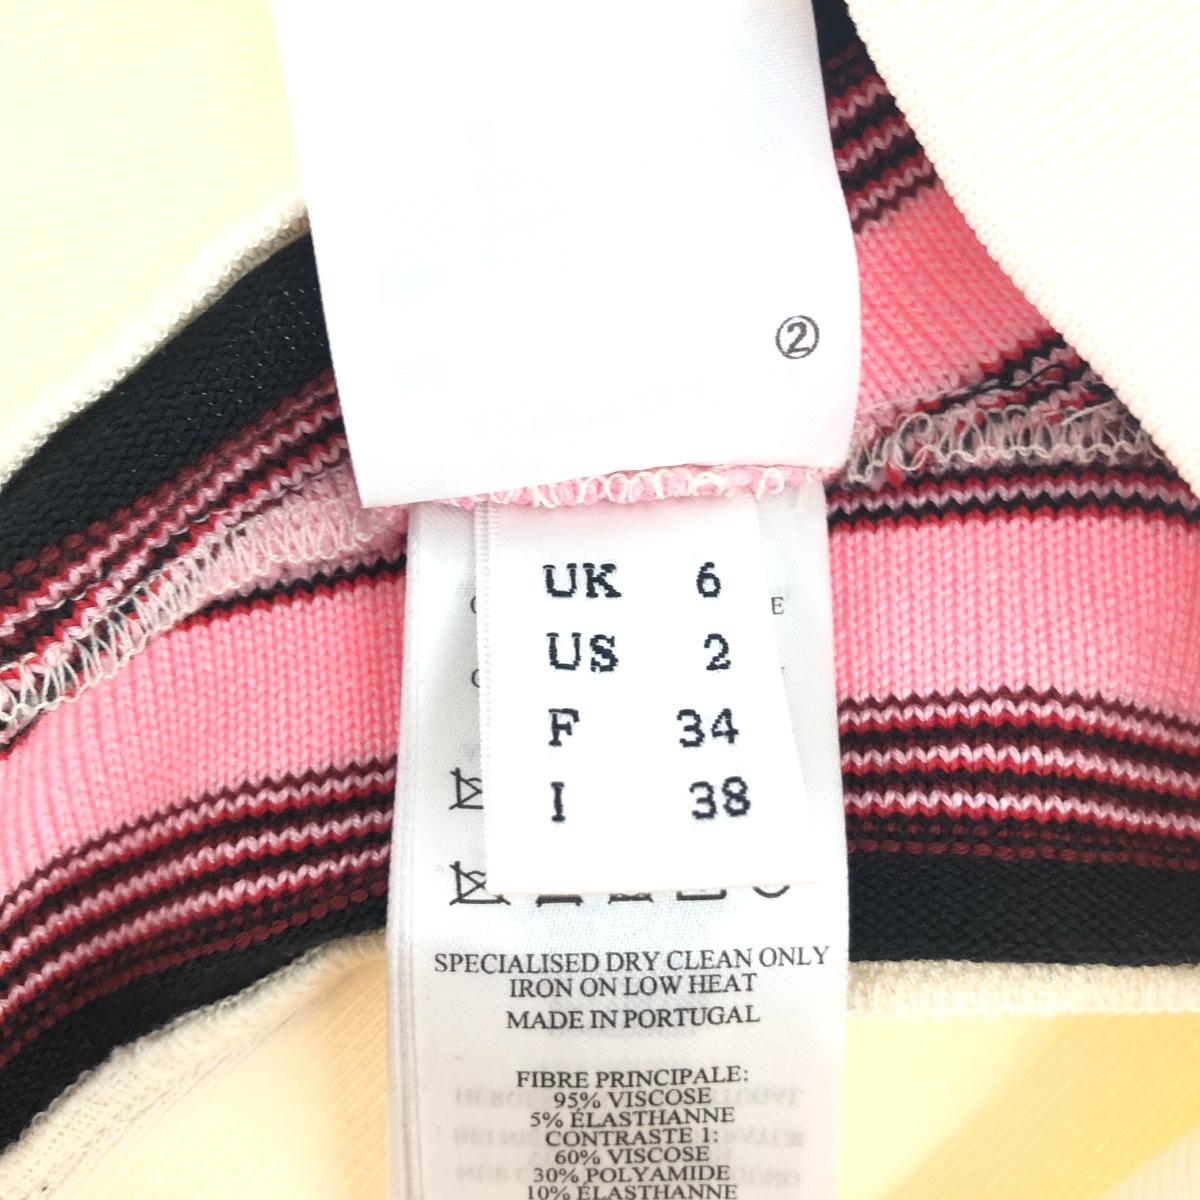 ②
UK 6
US 2
F 34
I 38
SPECIALISED DRY CLEAN ONLY
IRON ON LOW HEAT
MADE IN PORTUGAL
FIBRE PRINCIPALE:
95% VISCOSE
5% ÉLASTHANNE
CONTRASTE 1:
60% VISCOSE
30% POLYAMIDE
10% ÉLASTHANNE